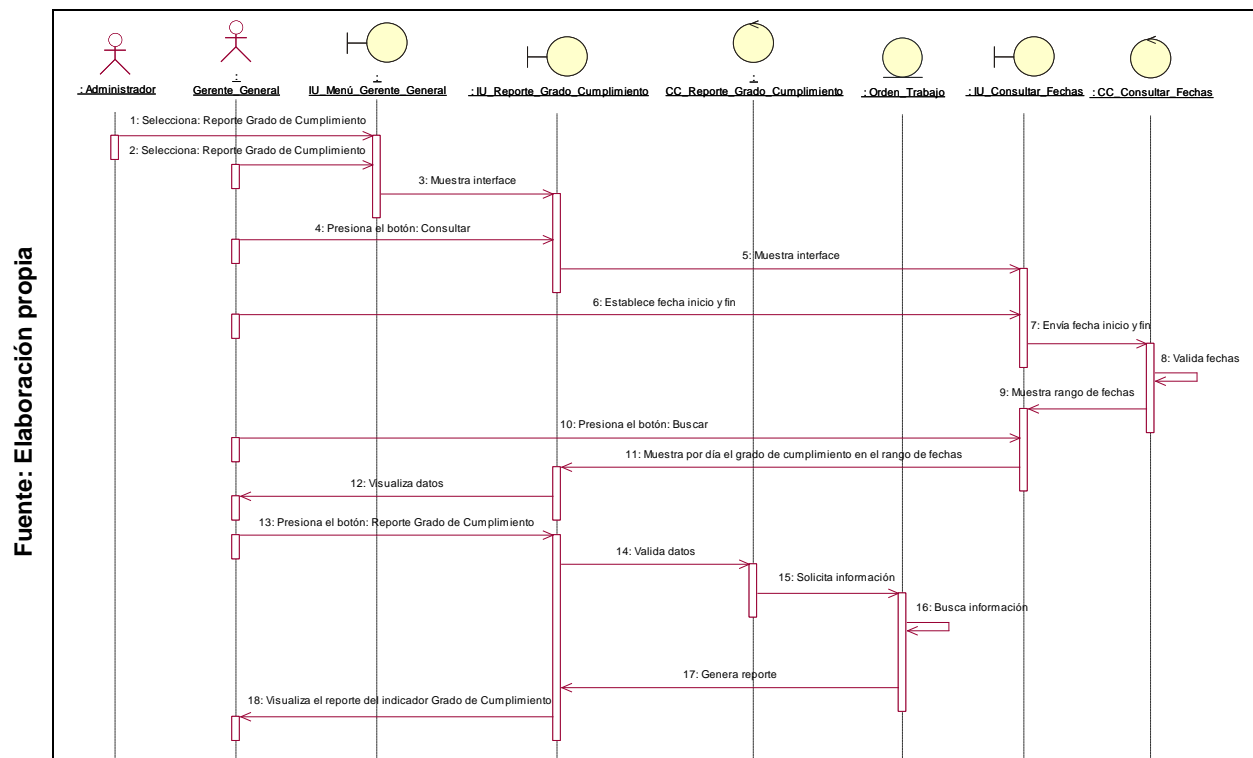 Fuente: Elaboración propia
: Administrador
:
Gerente_General
:
IU_Menú_Gerente_General
: IU_Reporte_Grado_Cumplimiento
:
CC_Reporte_Grado_Cumplimiento
: Orden_Trabajo
: IU_Consultar_Fechas
: CC_Consultar_Fechas
1: Selecciona: Reporte Grado de Cumplimiento
2: Selecciona: Reporte Grado de Cumplimiento
3: Muestra interface
4: Presiona el botón: Consultar
5: Muestra interface
6: Establece fecha inicio y fin
7: Envía fecha inicio y fin
8: Valida fechas
9: Muestra rango de fechas
10: Presiona el botón: Buscar
11: Muestra por día el grado de cumplimiento en el rango de fechas
12: Visualiza datos
13: Presiona el botón: Reporte Grado de Cumplimiento
14: Valida datos
15: Solicita información
16: Busca información
17: Genera reporte
18: Visualiza el reporte del indicador Grado de Cumplimiento